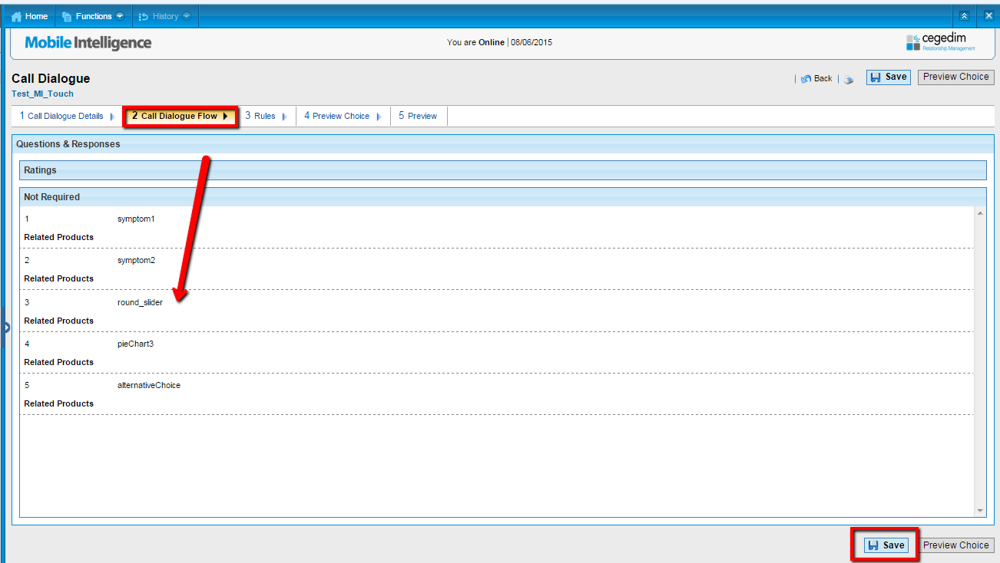 Home Functions History
Mobile Intelligence You are Online | 08/06/2015 cegedim
Relationship Management
Call Dialogue | Back | Save Preview Choice
Test_MI_Touch
1 Call Dialogue Details 2 Call Dialogue Flow 3 Rules 4 Preview Choice 5 Preview
Questions & Responses
Ratings
Not Required
1 symptom1
Related Products
2 symptom2
Related Products
3 round_slider
Related Products
4 pieChart3
Related Products
5 alternativeChoice
Related Products
Save Preview Choice